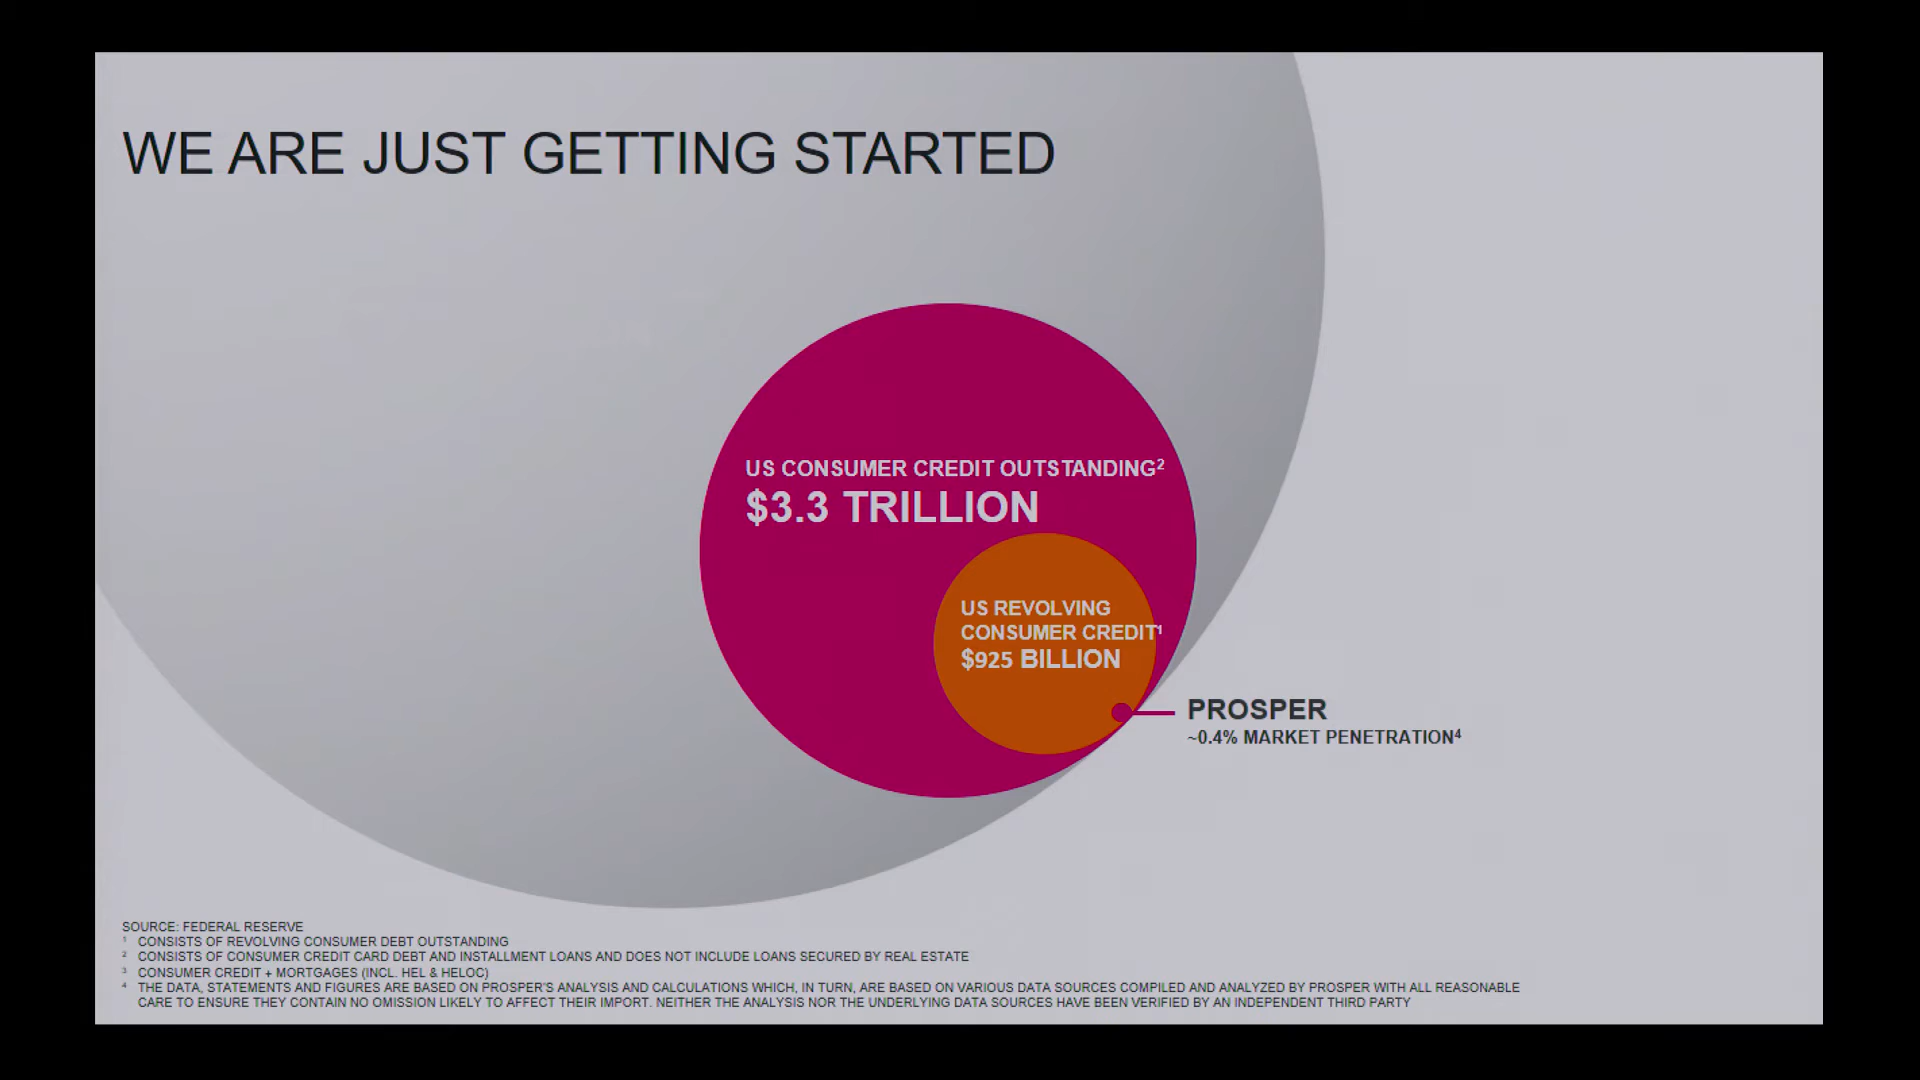 WE ARE JUST GETTING STARTED
US CONSUMER CREDIT OUTSTANDING²
$3.3 TRILLION
US REVOLVING
CONSUMER CREDIT¹
$925 BILLION
PROSPER
~0.4% MARKET PENETRATION⁴
SOURCE: FEDERAL RESERVE
¹ CONSISTS OF REVOLVING CONSUMER DEBT OUTSTANDING
² CONSISTS OF CONSUMER CREDIT CARD DEBT AND INSTALLMENT LOANS AND DOES NOT INCLUDE LOANS SECURED BY REAL ESTATE
³ CONSUMER CREDIT + MORTGAGES (INCL. HEL & HELOC)
⁴ THE DATA, STATEMENTS AND FIGURES ARE BASED ON PROSPER'S ANALYSIS AND CALCULATIONS WHICH, IN TURN, ARE BASED ON VARIOUS DATA SOURCES COMPILED AND ANALYZED BY PROSPER WITH ALL REASONABLE
CARE TO ENSURE THEY CONTAIN NO OMISSION LIKELY TO AFFECT THEIR IMPORT. NEITHER THE ANALYSIS NOR THE UNDERLYING DATA SOURCES HAVE BEEN VERIFIED BY AN INDEPENDENT THIRD PARTY